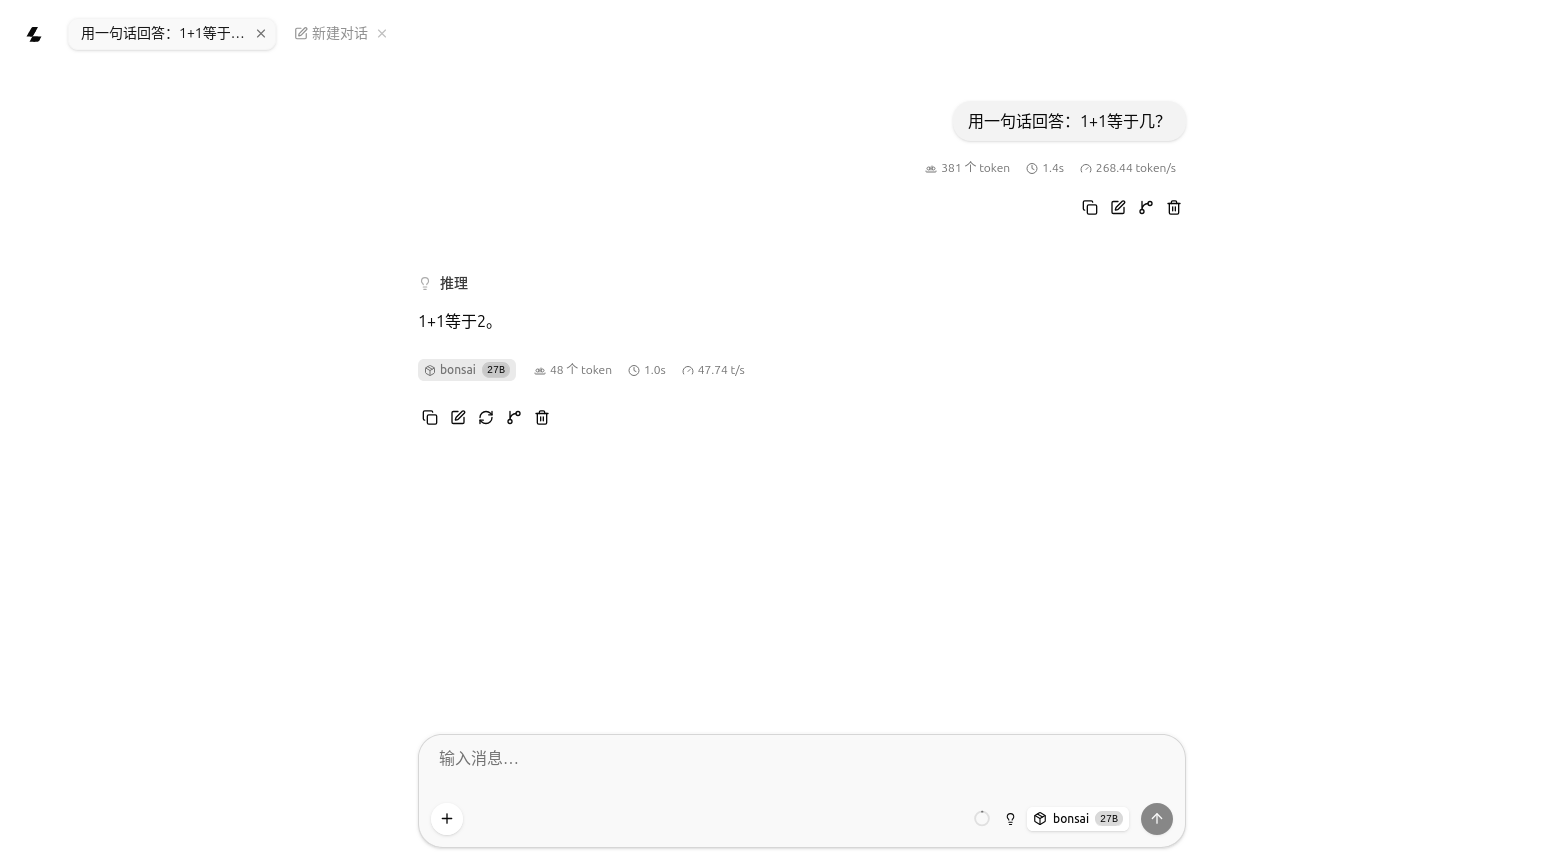 用一句话回答：1+1等于...
新建对话
用一句话回答：1+1等于几？
381 个 token 1.4s 268.44 token/s
推理
1+1等于2。
bonsai 27B 48 个 token 1.0s 47.74 t/s
输入消息...
bonsai 27B